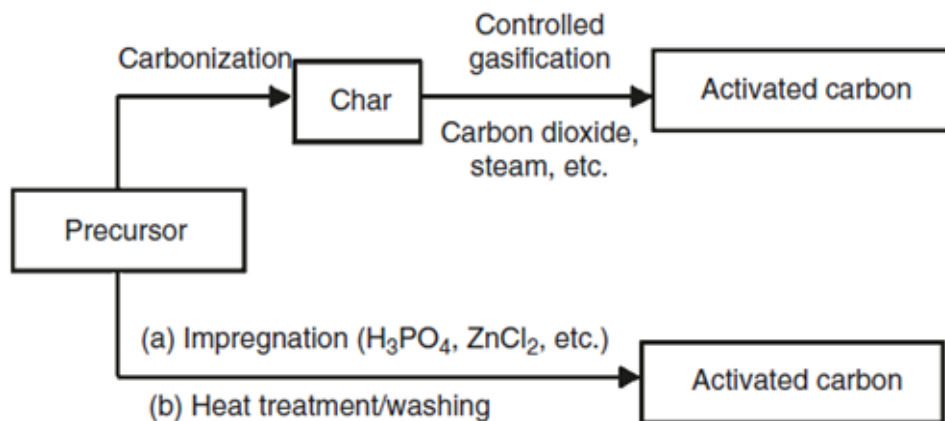 Carbonization
Controlled
gasification
Char
Activated carbon
Carbon dioxide,
steam, etc.
Precursor
(a) Impregnation (H₃PO₄, ZnCl₂, etc.)
Activated carbon
(b) Heat treatment/washing